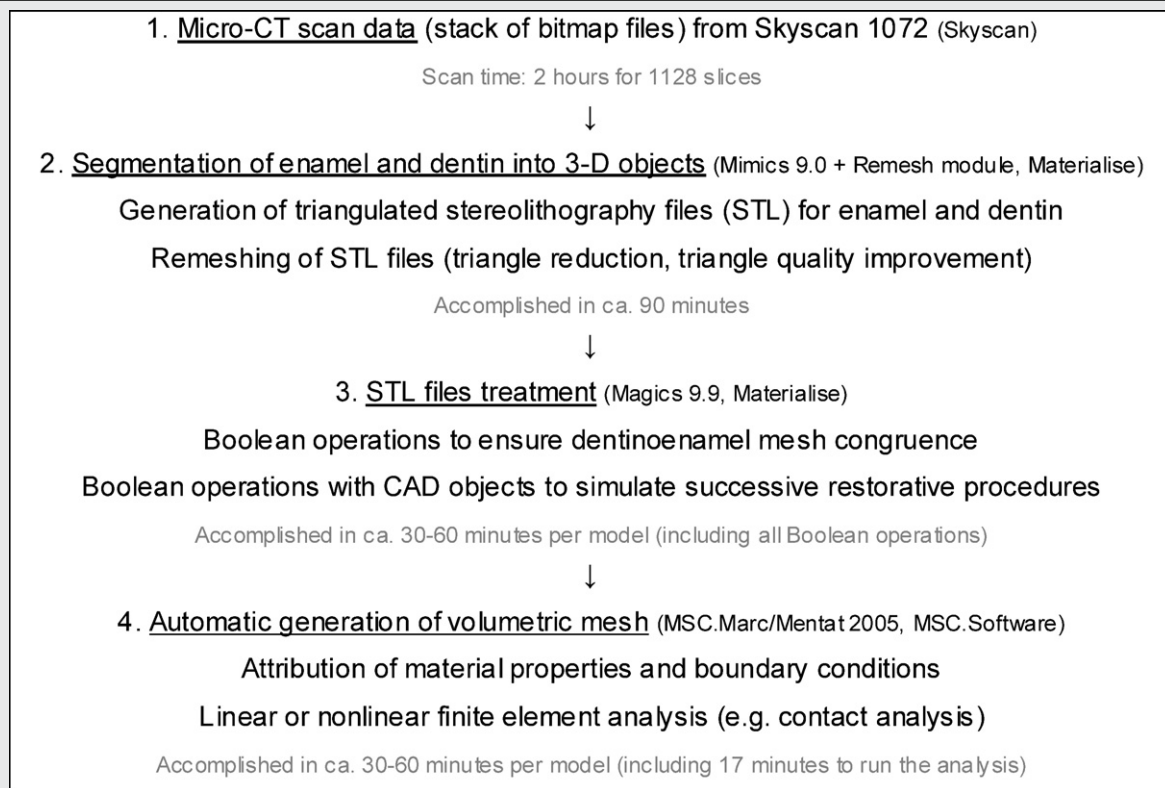 1. Micro-CT scan data (stack of bitmap files) from Skyscan 1072 (Skyscan)
Scan time: 2 hours for 1128 slices
↓
2. Segmentation of enamel and dentin into 3-D objects (Mimics 9.0 + Remesh module, Materialise)
Generation of triangulated stereolithography files (STL) for enamel and dentin
Remeshing of STL files (triangle reduction, triangle quality improvement)
Accomplished in ca. 90 minutes
↓
3. STL files treatment (Magics 9.9, Materialise)
Boolean operations to ensure dentinoenamel mesh congruence
Boolean operations with CAD objects to simulate successive restorative procedures
Accomplished in ca. 30-60 minutes per model (including all Boolean operations)
↓
4. Automatic generation of volumetric mesh (MSC.Marc/Mentat 2005, MSC.Software)
Attribution of material properties and boundary conditions
Linear or nonlinear finite element analysis (e.g. contact analysis)
Accomplished in ca. 30-60 minutes per model (including 17 minutes to run the analysis)